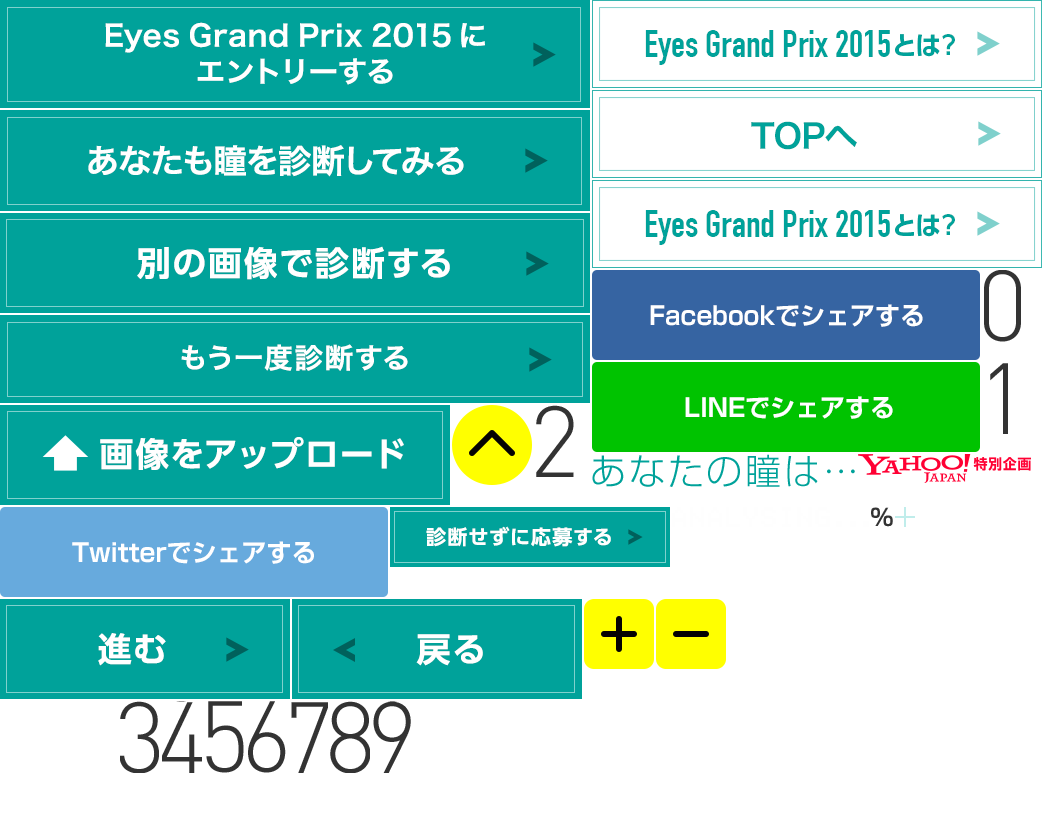 Eyes Grand Prix 2015に
エントリーする
>
Eyes Grand Prix 2015とは?
>
あなたも瞳を診断してみる
>
TOPへ
>
別の画像で診断する
>
Eyes Grand Prix 2015とは?
>
もう一度診断する
>
Facebookでシェアする
0
LINEでシェアする
1
画像をアップロード
2
あなたの瞳は…
YAHOO!
JAPAN
特別企画
%+
Twitterでシェアする
診断せずに応募する
>
進む
>
<
戻る
+
−
3456789